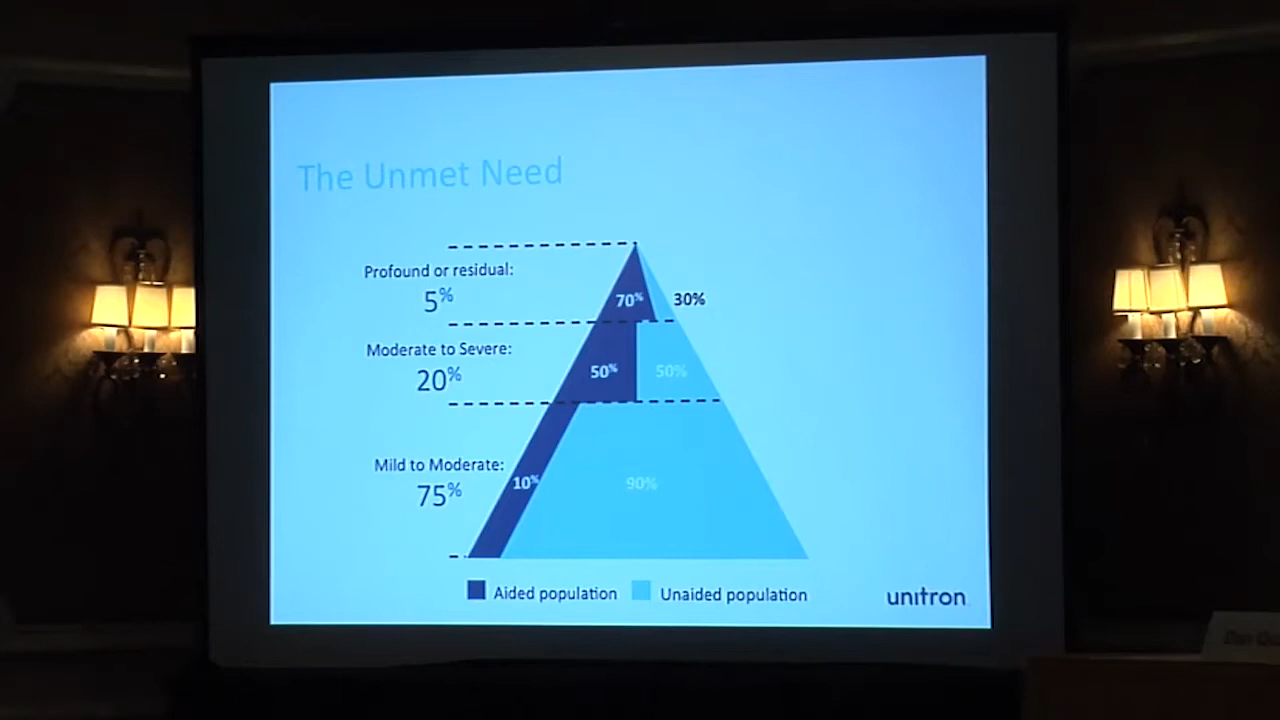 The Unmet Need
Profound or residual:
5%
70%
30%
Moderate to Severe:
20%
50%
50%
Mild to Moderate:
75%
10%
90%
Aided population
Unaided population
unitron